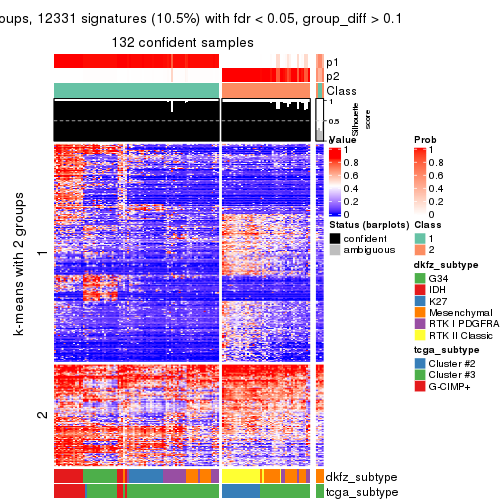 oups, 12331 signatures (10.5%) with fdr < 0.05, group_diff > 0.1
132 confident samples
p1
p2
Class
1
0.5
0
Silhouette
score
k-means with 2 groups
1
2
dkfz_subtype
tcga_subtype
Value
1
0.8
0.6
0.4
0.2
0
Status (barplots)
confident
ambiguous
Prob
1
0.8
0.6
0.4
0.2
0
Class
1
2
dkfz_subtype
G34
IDH
K27
Mesenchymal
RTK I PDGFRA
RTK II Classic
tcga_subtype
Cluster #2
Cluster #3
G-CIMP+